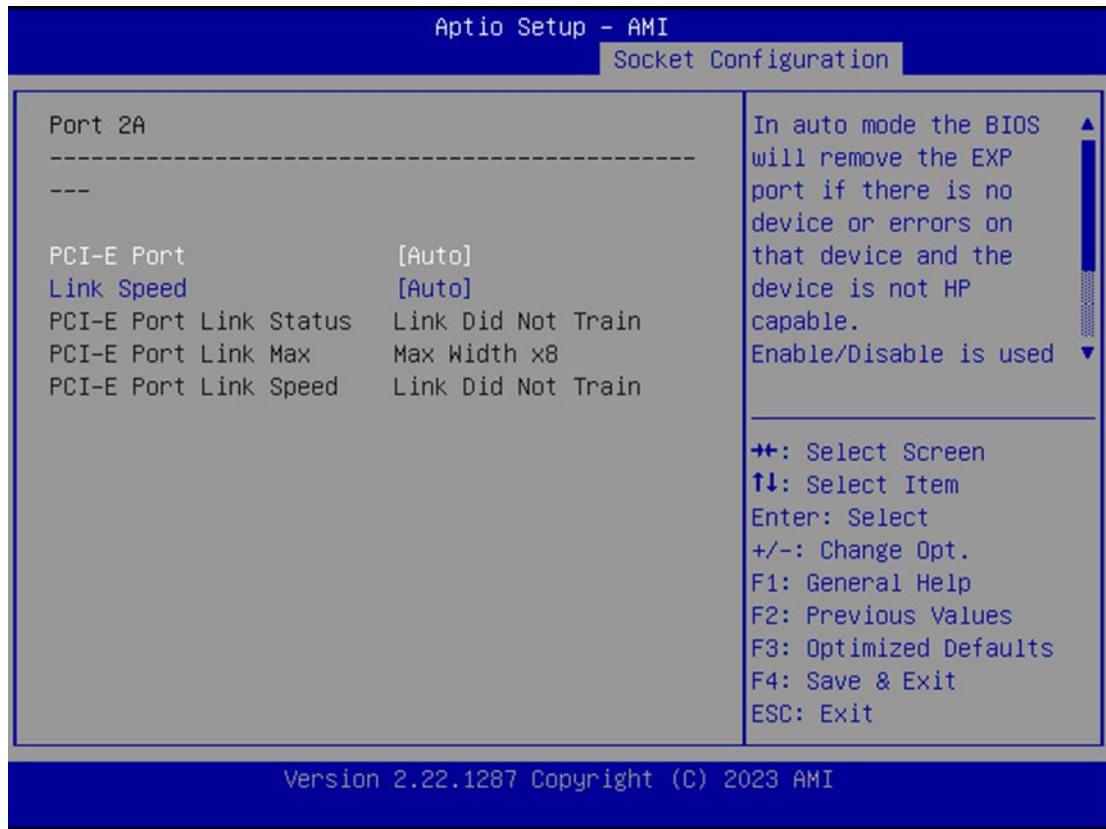 Aptio Setup – AMI
Socket Configuration
Port 2A
-----------------------------------------------
---
PCI-E Port [Auto]
Link Speed [Auto]
PCI-E Port Link Status Link Did Not Train
PCI-E Port Link Max Max Width x8
PCI-E Port Link Speed Link Did Not Train
In auto mode the BIOS
will remove the EXP
port if there is no
device or errors on
that device and the
device is not HP
capable.
Enable/Disable is used
→←: Select Screen
↑↓: Select Item
Enter: Select
+/-: Change Opt.
F1: General Help
F2: Previous Values
F3: Optimized Defaults
F4: Save & Exit
ESC: Exit
Version 2.22.1287 Copyright (C) 2023 AMI